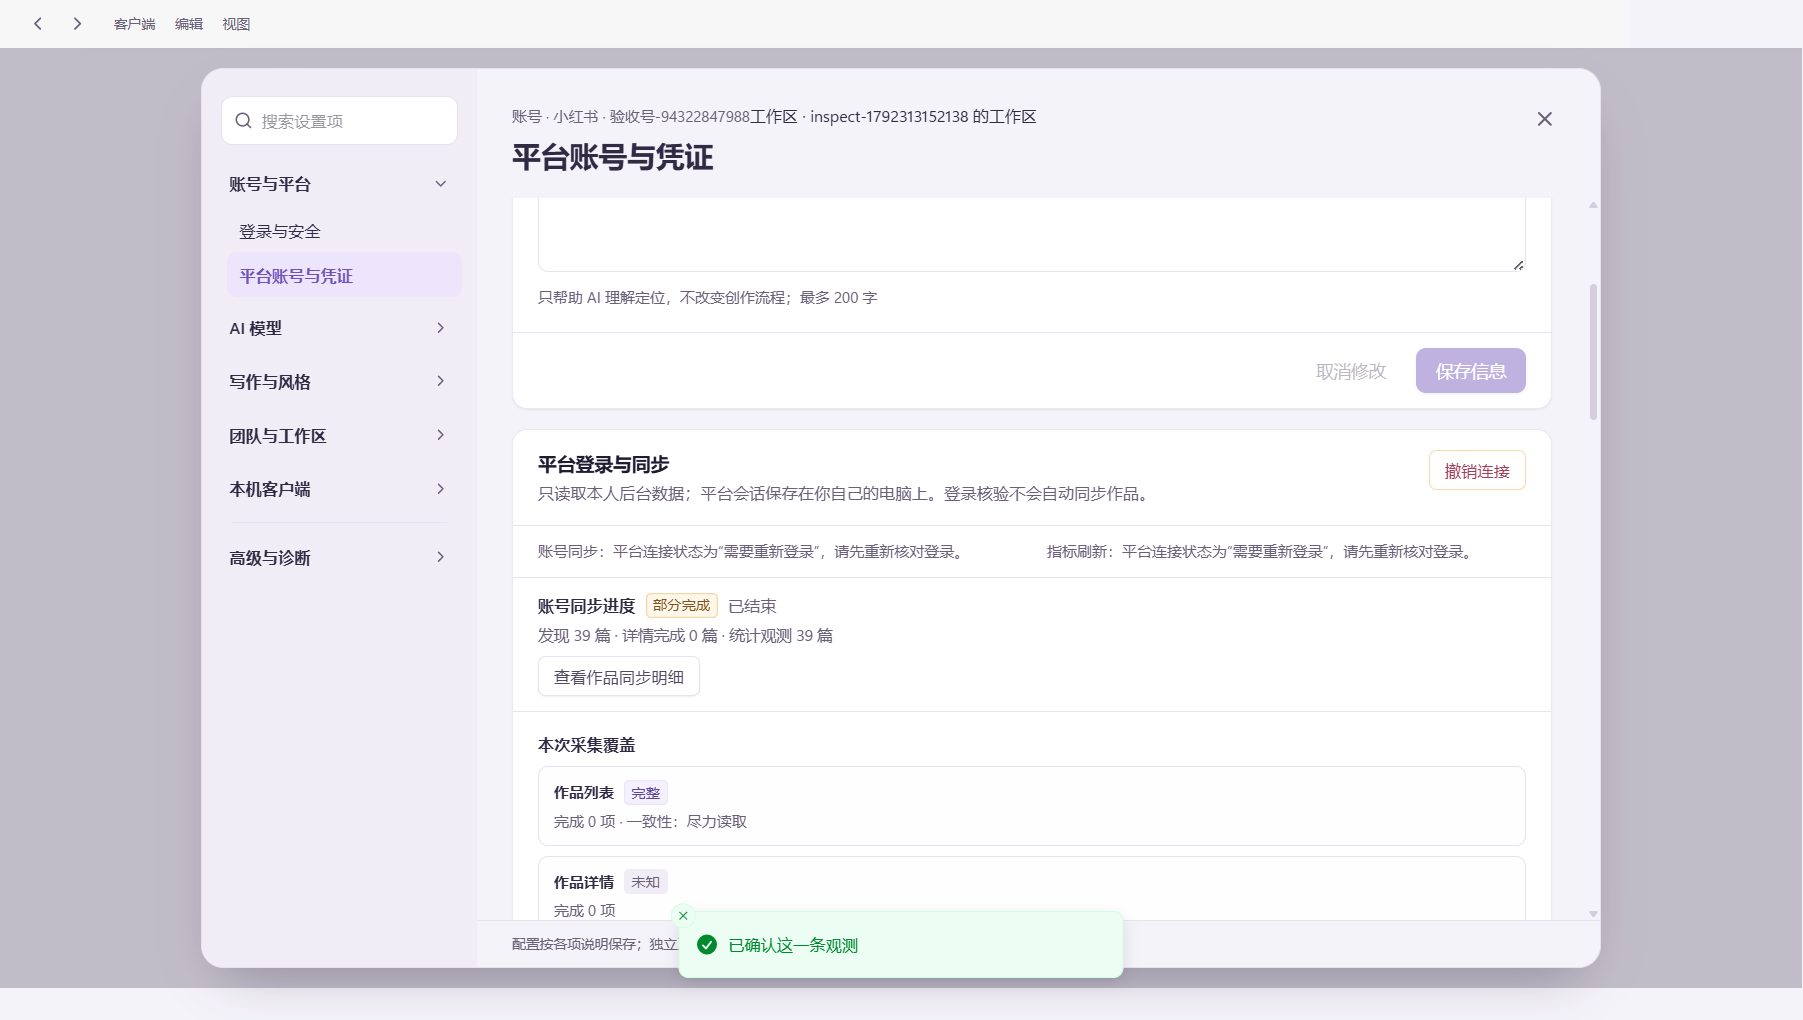 客户端 编辑 视图
搜索设置项
账号与平台
登录与安全
平台账号与凭证
AI 模型
写作与风格
团队与工作区
本机客户端
高级与诊断
账号 · 小红书 · 验收号-94322847988工作区 · inspect-1792313152138 的工作区
平台账号与凭证
只帮助 AI 理解定位，不改变创作流程；最多 200 字
取消修改 保存信息
平台登录与同步
撤销连接
只读取本人后台数据；平台会话保存在你自己的电脑上。登录核验不会自动同步作品。
账号同步：平台连接状态为“需要重新登录”，请先重新核对登录。 指标刷新：平台连接状态为“需要重新登录”，请先重新核对登录。
账号同步进度 部分完成 已结束
发现 39 篇 · 详情完成 0 篇 · 统计观测 39 篇
查看作品同步明细
本次采集覆盖
作品列表 完整
完成 0 项 · 一致性：尽力读取
作品详情 未知
完成 0 项
配置按各项说明保存；独立
已确认这一条观测